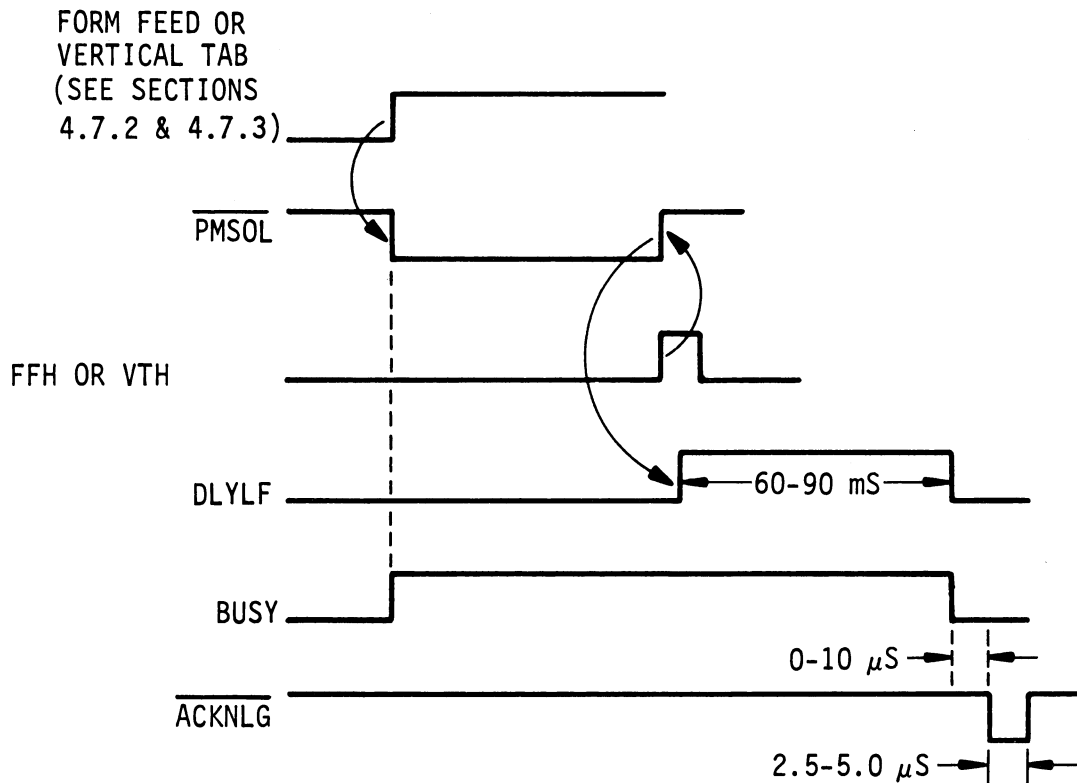 FORM FEED OR
VERTICAL TAB
(SEE SECTIONS
4.7.2 & 4.7.3)
PMSOL
FFH OR VTH
DLYLF
60-90 mS
BUSY
0-10 μS
ACKNLG
2.5-5.0 μS